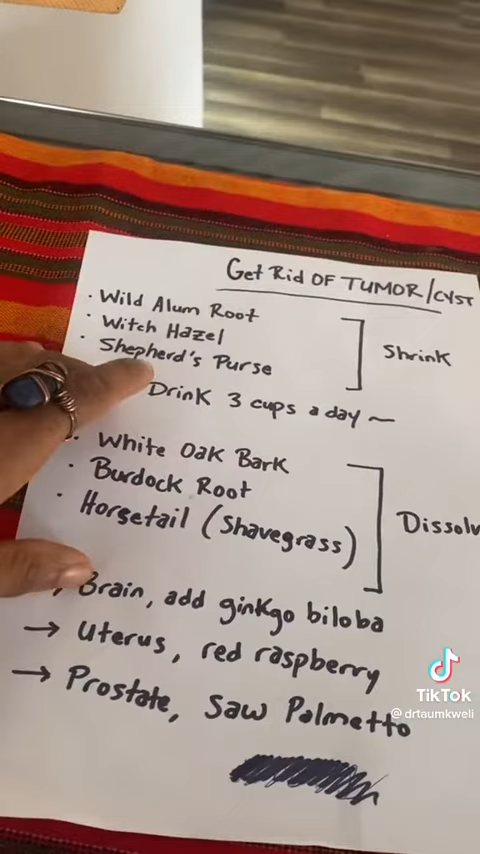 Get Rid OF TUMOR/CYST
· Wild Alum Root
· Witch Hazel
· Shepherd's Purse
Shrink
Drink 3 cups a day ~
· White Oak Bark
· Burdock Root
· Horsetail (Shavegrass)
Dissolv
Brain, add ginkgo biloba
→ Uterus, red raspberry
→ Prostate, Saw Palmetto
TikTok
@drtaumkweli